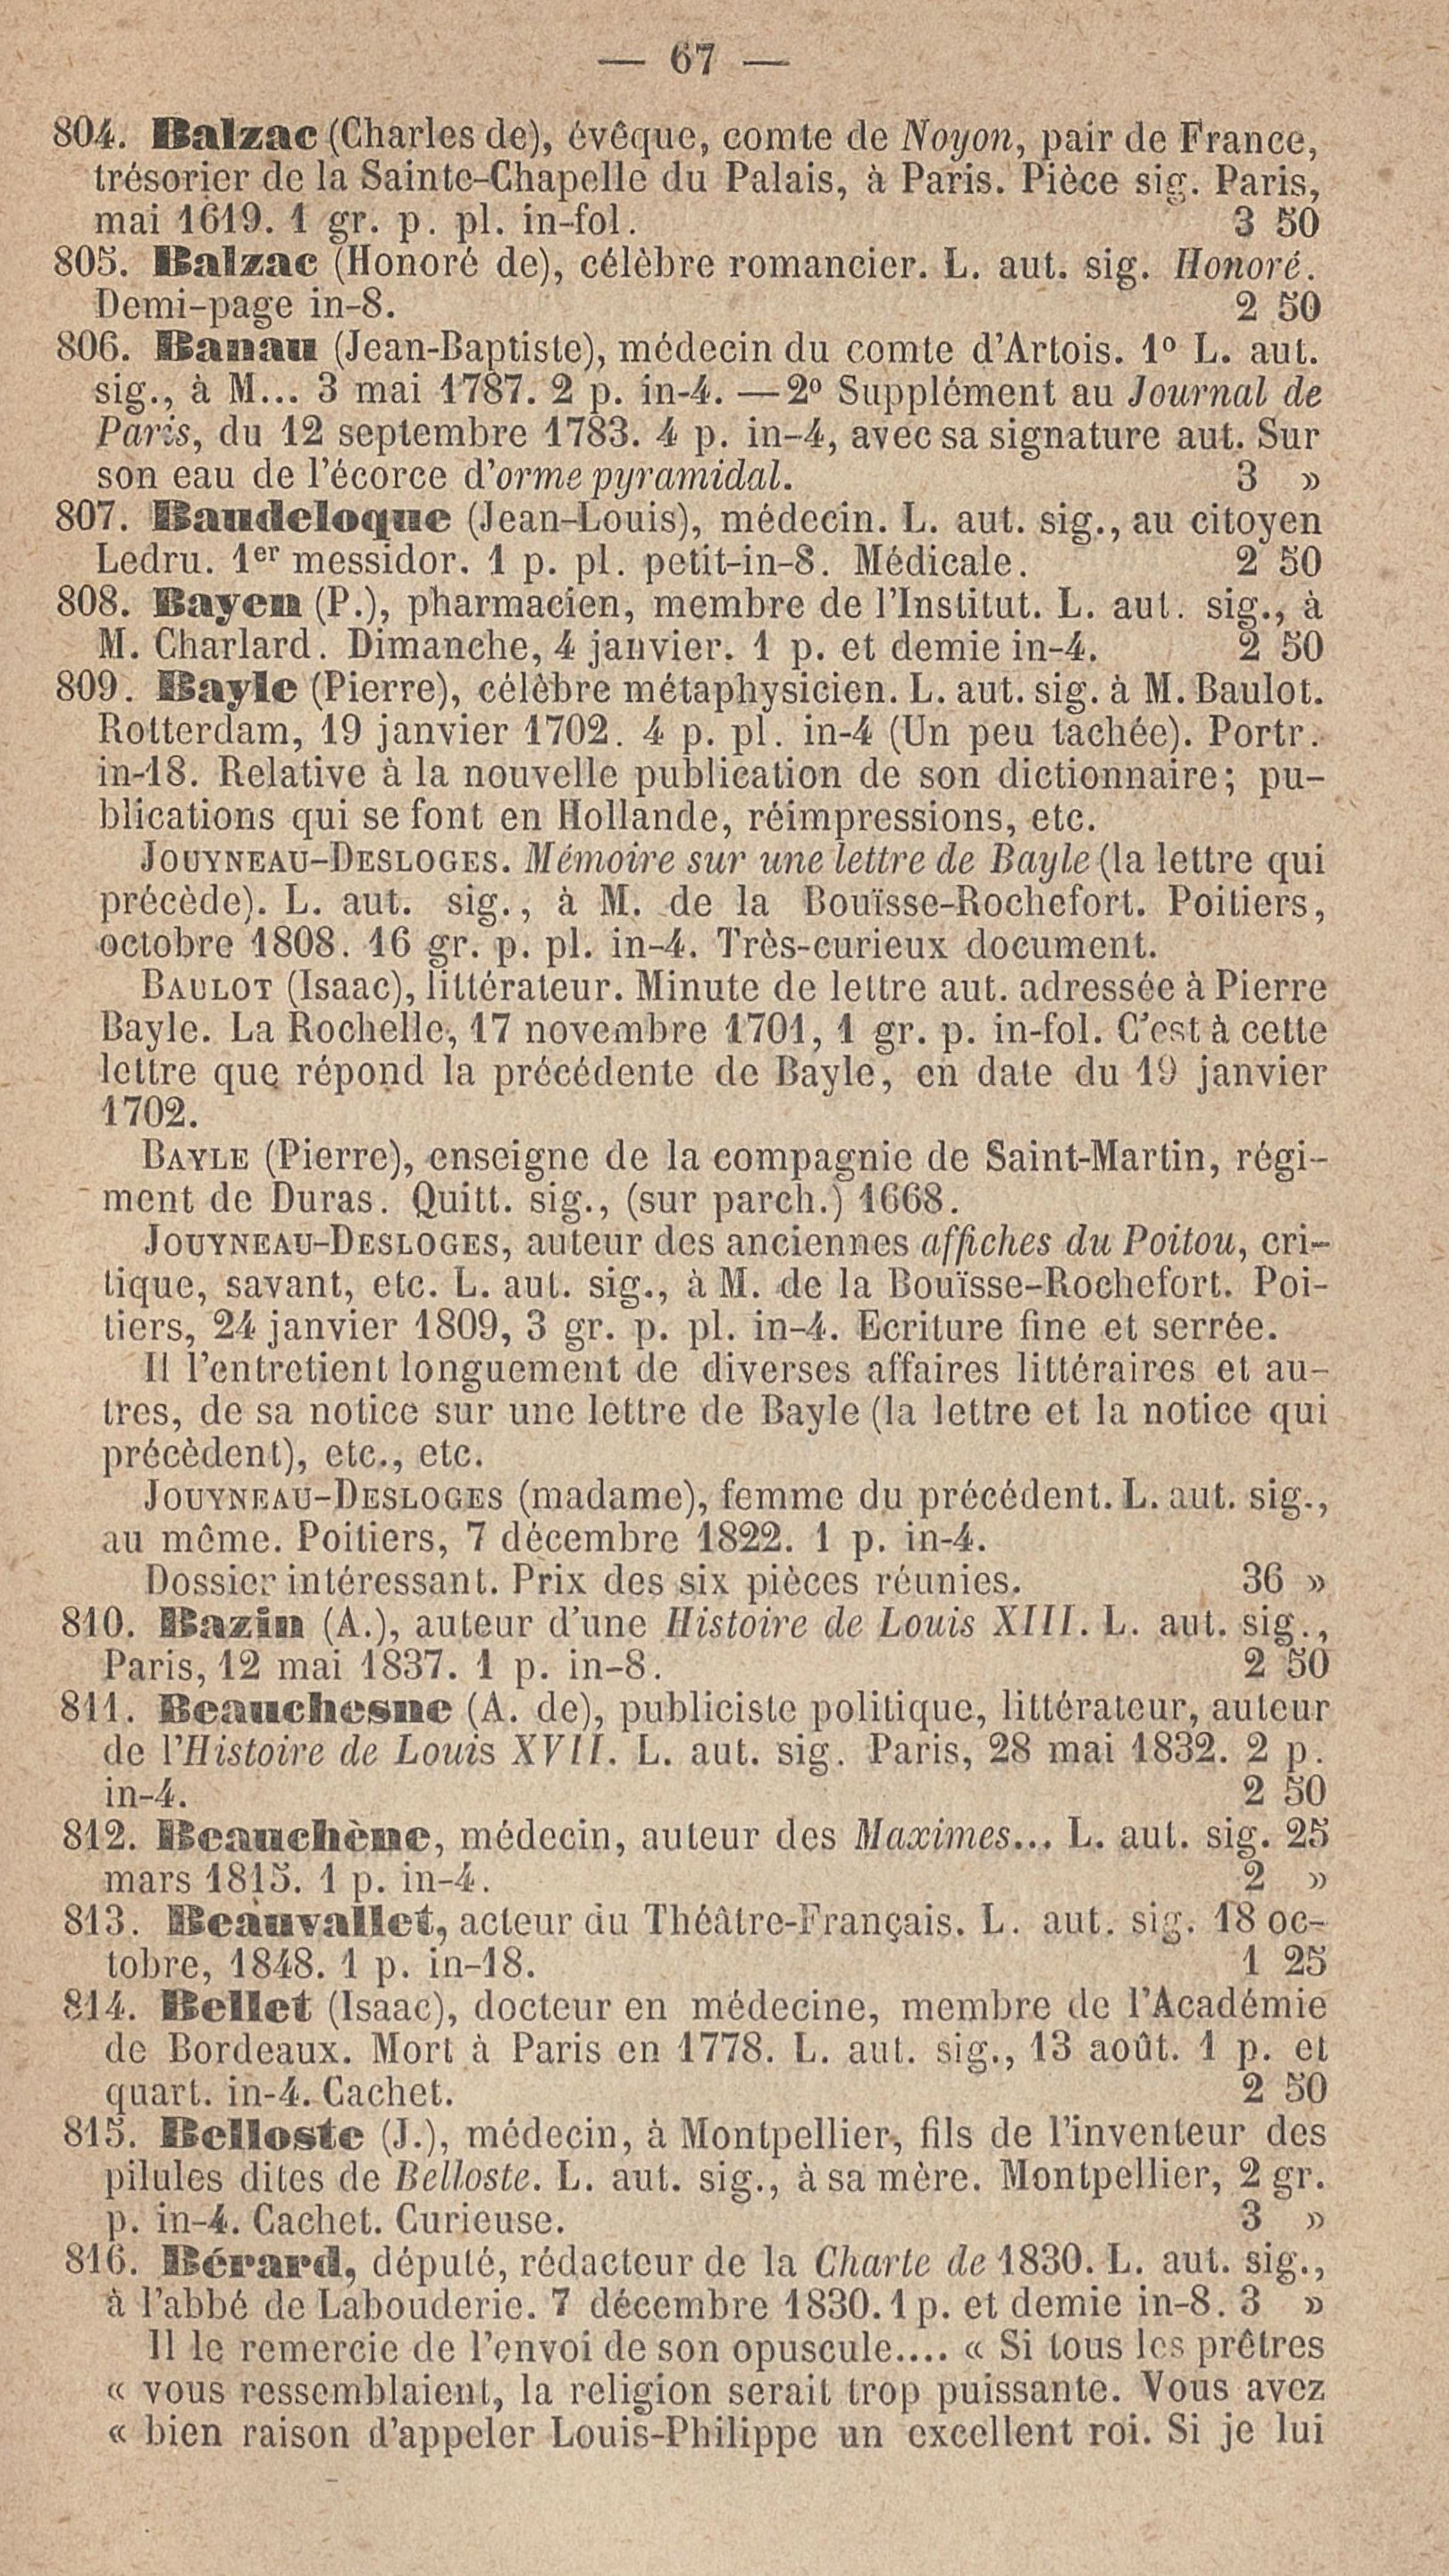 — 67 —
804. Balzac (Charles de), évêque, comte de Noyon, pair de France,
trésorier de la Sainte-Chapelle du Palais, à Paris. Pièce sig. Paris,
mai 1619. 1 gr. p. pl. in-fol. 3 50
805. Balzac (Honoré de), célèbre romancier. L. aut. sig. Honoré.
Demi-page in-8. 2 50
806. Banau (Jean-Baptiste), médecin du comte d'Artois. 1º L. aut.
sig., à M... 3 mai 1787. 2 p. in-4. — 2º Supplément au Journal de
Paris, du 12 septembre 1783. 4 p. in-4, avec sa signature aut. Sur
son eau de l'écorce d'orme pyramidal. 3 »
807. Baudeloque (Jean-Louis), médecin. L. aut. sig., au citoyen
Ledru. 1er messidor. 1 p. pl. petit-in-8. Médicale. 2 50
808. Bayen (P.), pharmacien, membre de l'Institut. L. aut. sig., à
M. Charlard. Dimanche, 4 janvier. 1 p. et demie in-4. 2 50
809. Bayle (Pierre), célèbre métaphysicien. L. aut. sig. à M. Baulot.
Rotterdam, 19 janvier 1702. 4 p. pl. in-4 (Un peu tachée). Portr.
in-18. Relative à la nouvelle publication de son dictionnaire; pu-
blications qui se font en Hollande, réimpressions, etc.
JOUYNEAU-DESLOGES. Mémoire sur une lettre de Bayle (la lettre qui
précède). L. aut. sig., à M. de la Bouïsse-Rochefort. Poitiers,
octobre 1808. 16 gr. p. pl. in-4. Très-curieux document.
BAULOT (Isaac), littérateur. Minute de lettre aut. adressée à Pierre
Bayle. La Rochelle, 17 novembre 1701, 1 gr. p. in-fol. C'est à cette
lettre que répond la précédente de Bayle, en date du 19 janvier
1702.
BAYLE (Pierre), enseigne de la compagnie de Saint-Martin, régi-
ment de Duras. Quitt. sig., (sur parch.) 1668.
JOUYNEAU-DESLOGES, auteur des anciennes affiches du Poitou, cri-
tique, savant, etc. L. aut. sig., à M. de la Bouïsse-Rochefort. Poi-
tiers, 24 janvier 1809, 3 gr. p. pl. in-4. Ecriture fine et serrée.
Il l'entretient longuement de diverses affaires littéraires et au-
tres, de sa notice sur une lettre de Bayle (la lettre et la notice qui
précèdent), etc., etc.
JOUYNEAU-DESLOGES (madame), femme du précédent. L. aut. sig.,
au même. Poitiers, 7 décembre 1822. 1 p. in-4.
Dossier intéressant. Prix des six pièces réunies. 36 »
810. Bazin (A.), auteur d'une Histoire de Louis XIII. L. aut. sig.,
Paris, 12 mai 1837. 1 p. in-8. 2 50
811. Beauchesne (A. de), publiciste politique, littérateur, auteur
de l'Histoire de Louis XVII. L. aut. sig. Paris, 28 mai 1832. 2 p.
in-4. 2 50
812. Beauchène, médecin, auteur des Maximes... L. aut. sig. 25
mars 1815. 1 p. in-4. 2 »
813. Beauvallet, acteur du Théâtre-Français. L. aut. sig. 18 oc-
tobre, 1848. 1 p. in-18. 1 25
814. Bellet (Isaac), docteur en médecine, membre de l'Académie
de Bordeaux. Mort à Paris en 1778. L. aut. sig., 13 août. 1 p. et
quart. in-4. Cachet. 2 50
815. Belloste (J.), médecin, à Montpellier, fils de l'inventeur des
pilules dites de Belloste. L. aut. sig., à sa mère. Montpellier, 2 gr.
p. in-4. Cachet. Curieuse. 3 »
816. Bérard, député, rédacteur de la Charte de 1830. L. aut. sig.,
à l'abbé de Labouderie. 7 décembre 1830. 1 p. et demie in-8. 3 »
Il le remercie de l'envoi de son opuscule.... « Si tous les prêtres
« vous ressemblaient, la religion serait trop puissante. Vous avez
« bien raison d'appeler Louis-Philippe un excellent roi. Si je lui